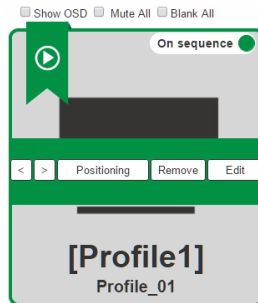 Show OSD Mute All Blank All
On sequence
< > Positioning Remove Edit
[Profile1]
Profile_01